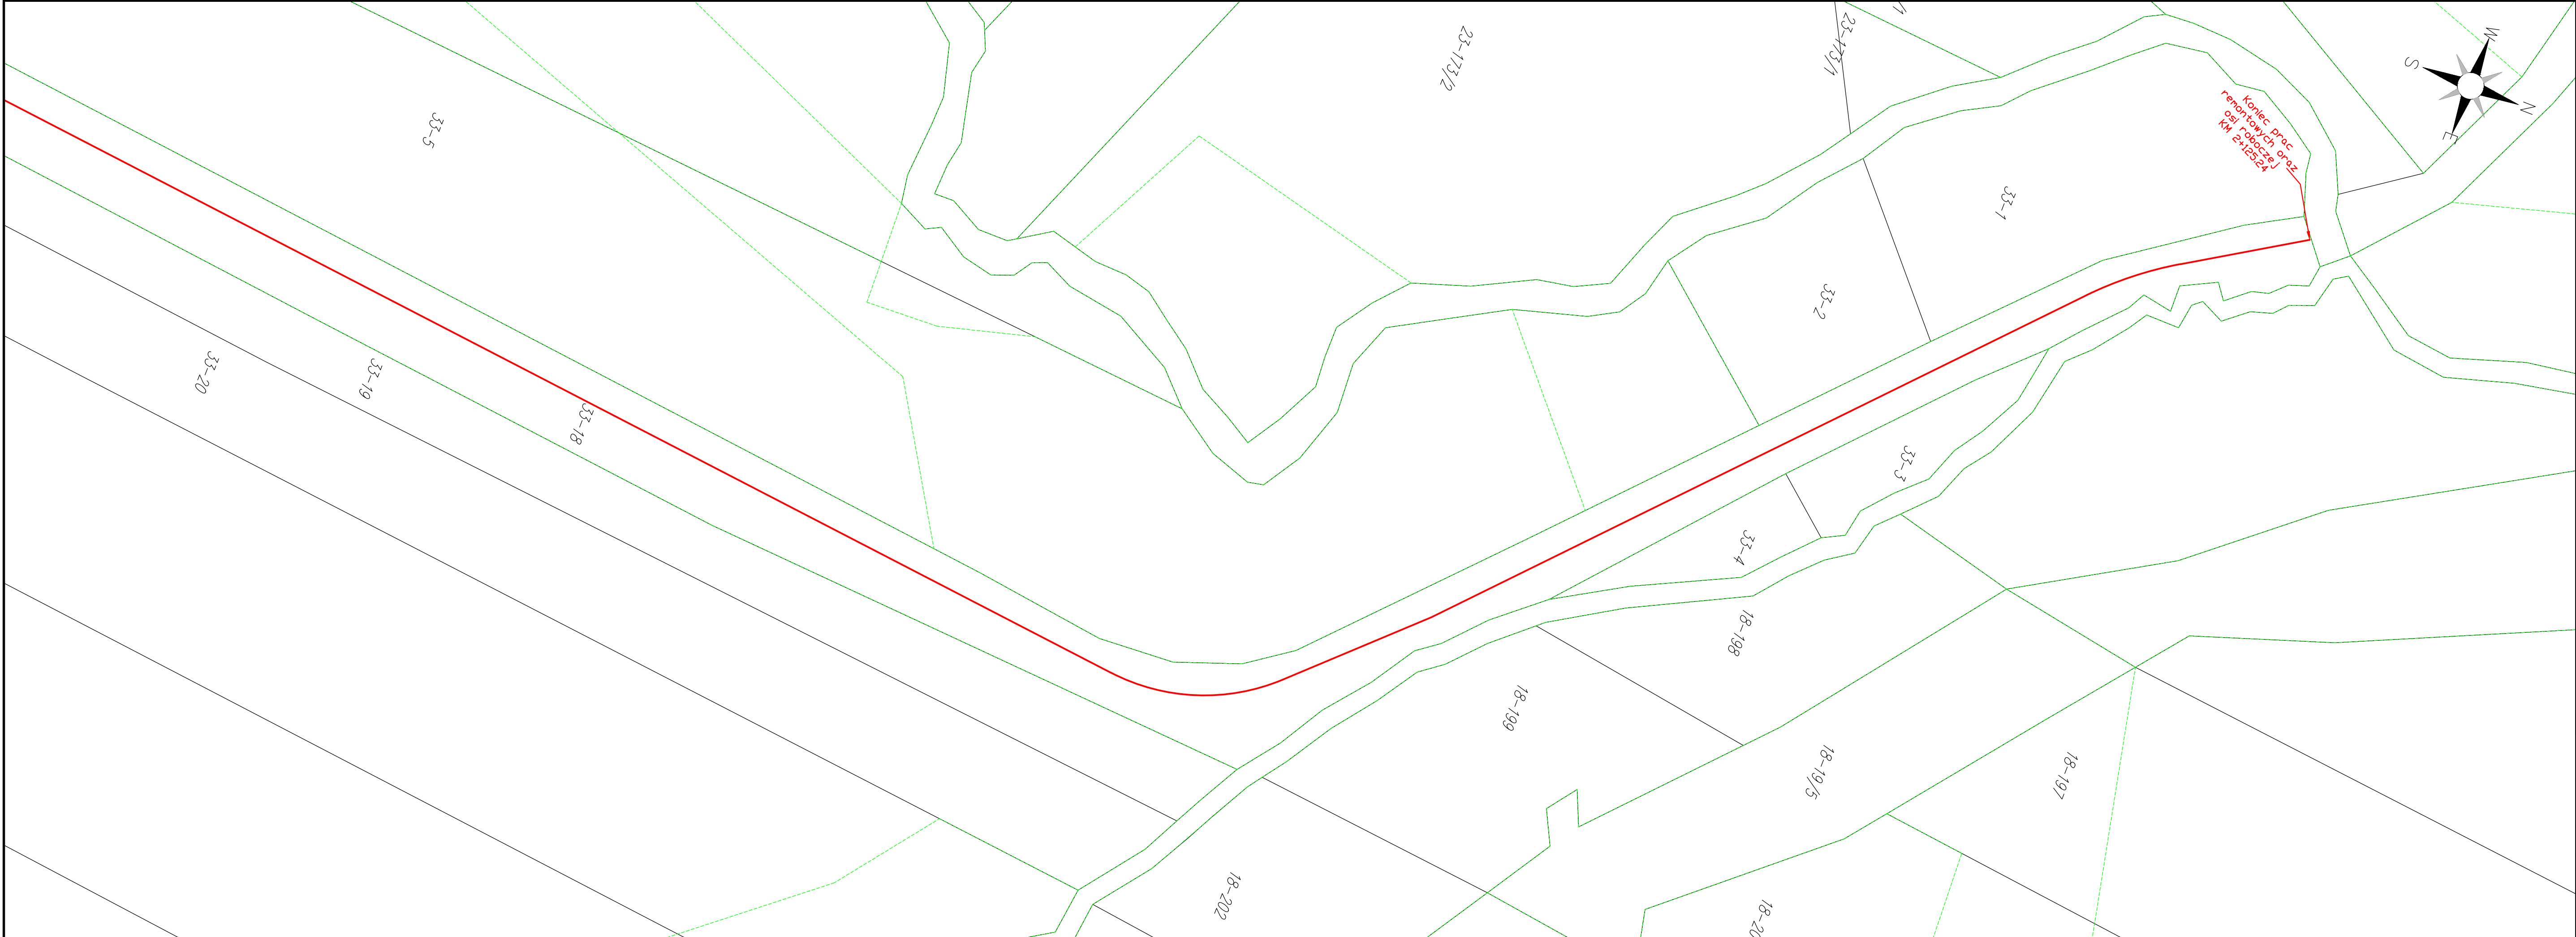 23-173/2
23-173/1
W
S
N
E
Koniec prac
remontowych oraz
osi roboczej
KM 2+125.24
33-5
33-1
33-2
33-20
33-19
33-18
33-3
33-4
18-198
18-199
18-197/5
18-197
18-202